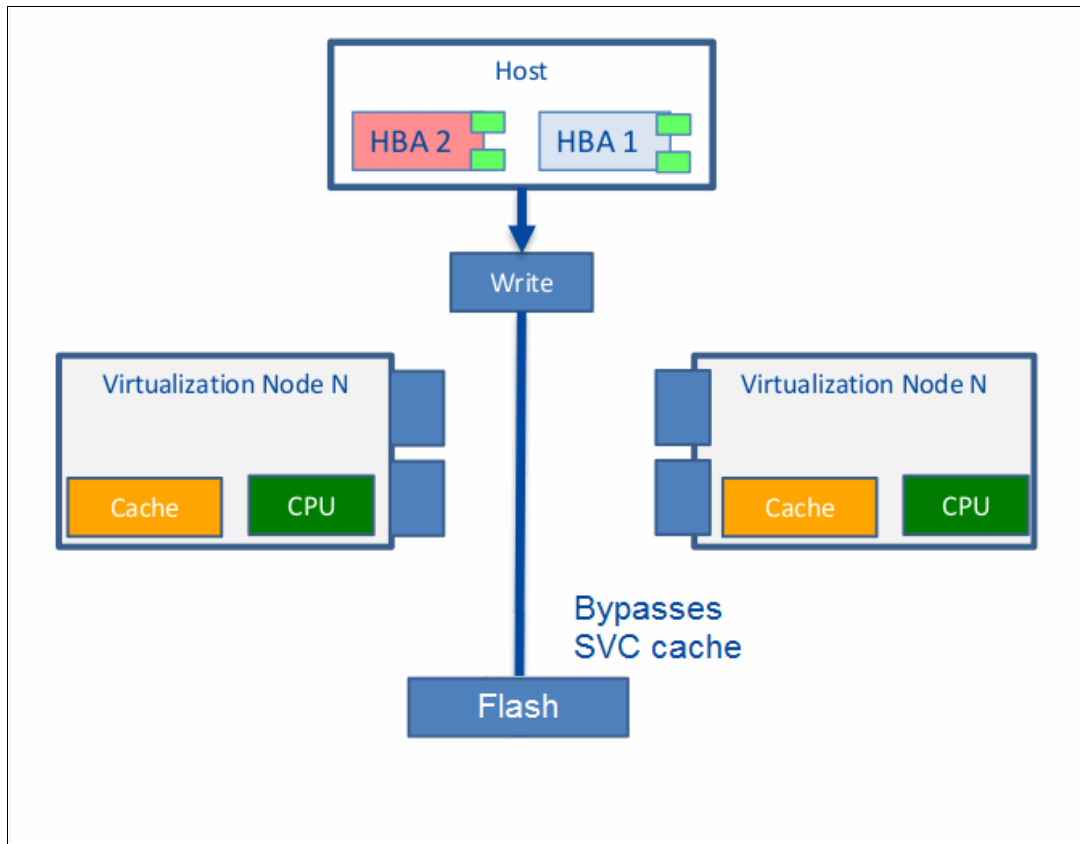 Host
HBA 2
HBA 1
Write
Virtualization Node N
Cache
CPU
Virtualization Node N
Cache
CPU
Bypasses
SVC cache
Flash